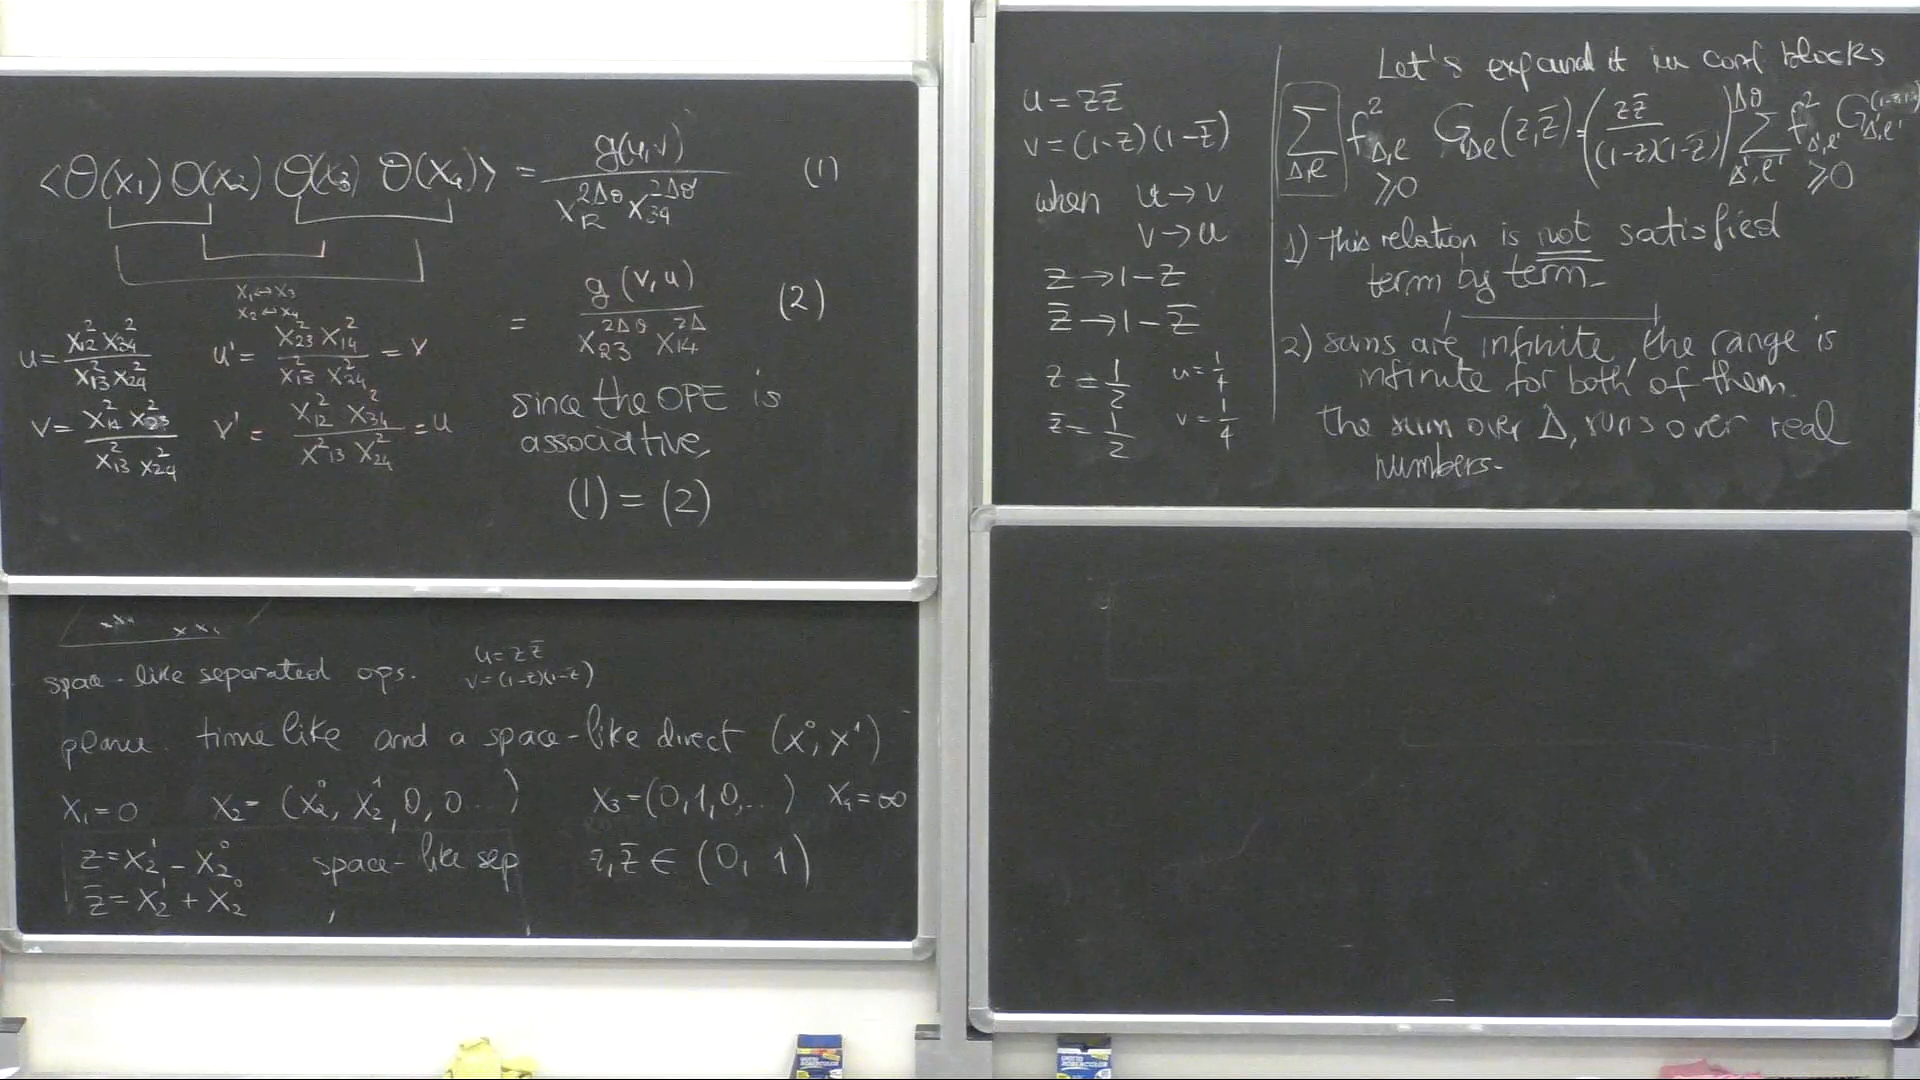 <O(x₁) O(x₂) O(x₃) O(x₄)> = g(u,v) / x₁₂^{2Δ_O} x₃₄^{2Δ_O} (1)
x₁↔x₃
x₂↔x₄
= g(v,u) / x₂₃^{2Δ_O} x₁₄^{2Δ} (2)
u = x₁₂² x₃₄² / x₁₃² x₂₄² u' = x₂₃² x₁₄² / x₁₃² x₂₄² = v
v = x₁₄² x₂₃² / x₁₃² x₂₄² v' = x₁₂² x₃₄² / x²₁₃ x²₂₄ = u
since the OPE is
associative,
(1) = (2)
space-like separated ops.
u = z z̄
v = (1-z)(1-z̄)
plane. time like and a space-like direct (x⁰, x¹)
x₁ = 0 x₂ = (x₂⁰, x₂¹, 0, 0 ...) x₃ = (0, 1, 0, ...) x₄ = ∞
z = x₂¹ - x₂⁰ space-like sep z, z̄ ∈ (0, 1)
z̄ = x₂¹ + x₂⁰
u = z z̄
v = (1-z)(1-z̄)
when u → v
v → u
z → 1-z
z̄ → 1-z̄
z = 1/2 u = 1/4
z̄ = 1/2 v = 1/4
Let's expand it in conf blocks
Σ_{Δ,ℓ} f²_{Δ,ℓ} G_{Δℓ}(z,z̄) = (z z̄ / (1-z)(1-z̄))^{Δ_O} Σ_{Δ',ℓ'} f²_{Δ',ℓ'} G_{Δ',ℓ'}
≥0 ≥0
1) this relation is not satisfied
term by term
2) sums are infinite, the range is
infinite for both of them.
the sum over Δ, runs over real
numbers.